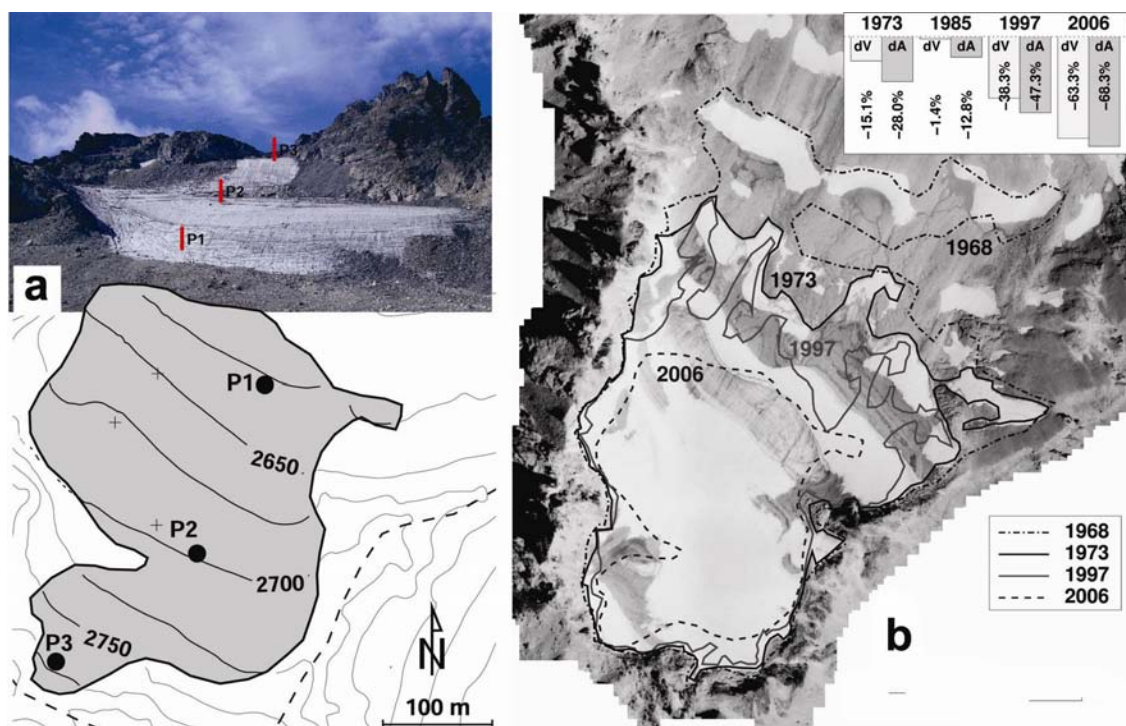 P3
P2
P1
a
P1
2650
P2
2700
2750
P3
N
100 m
1973 1985 1997 2006
dV dA dV dA dV dA dV dA
−15.1% −28.0% −1.4% −12.8% −38.3% −47.3% −63.3% −68.3%
1968
1973
1997
2006
1968
1973
1997
2006
b